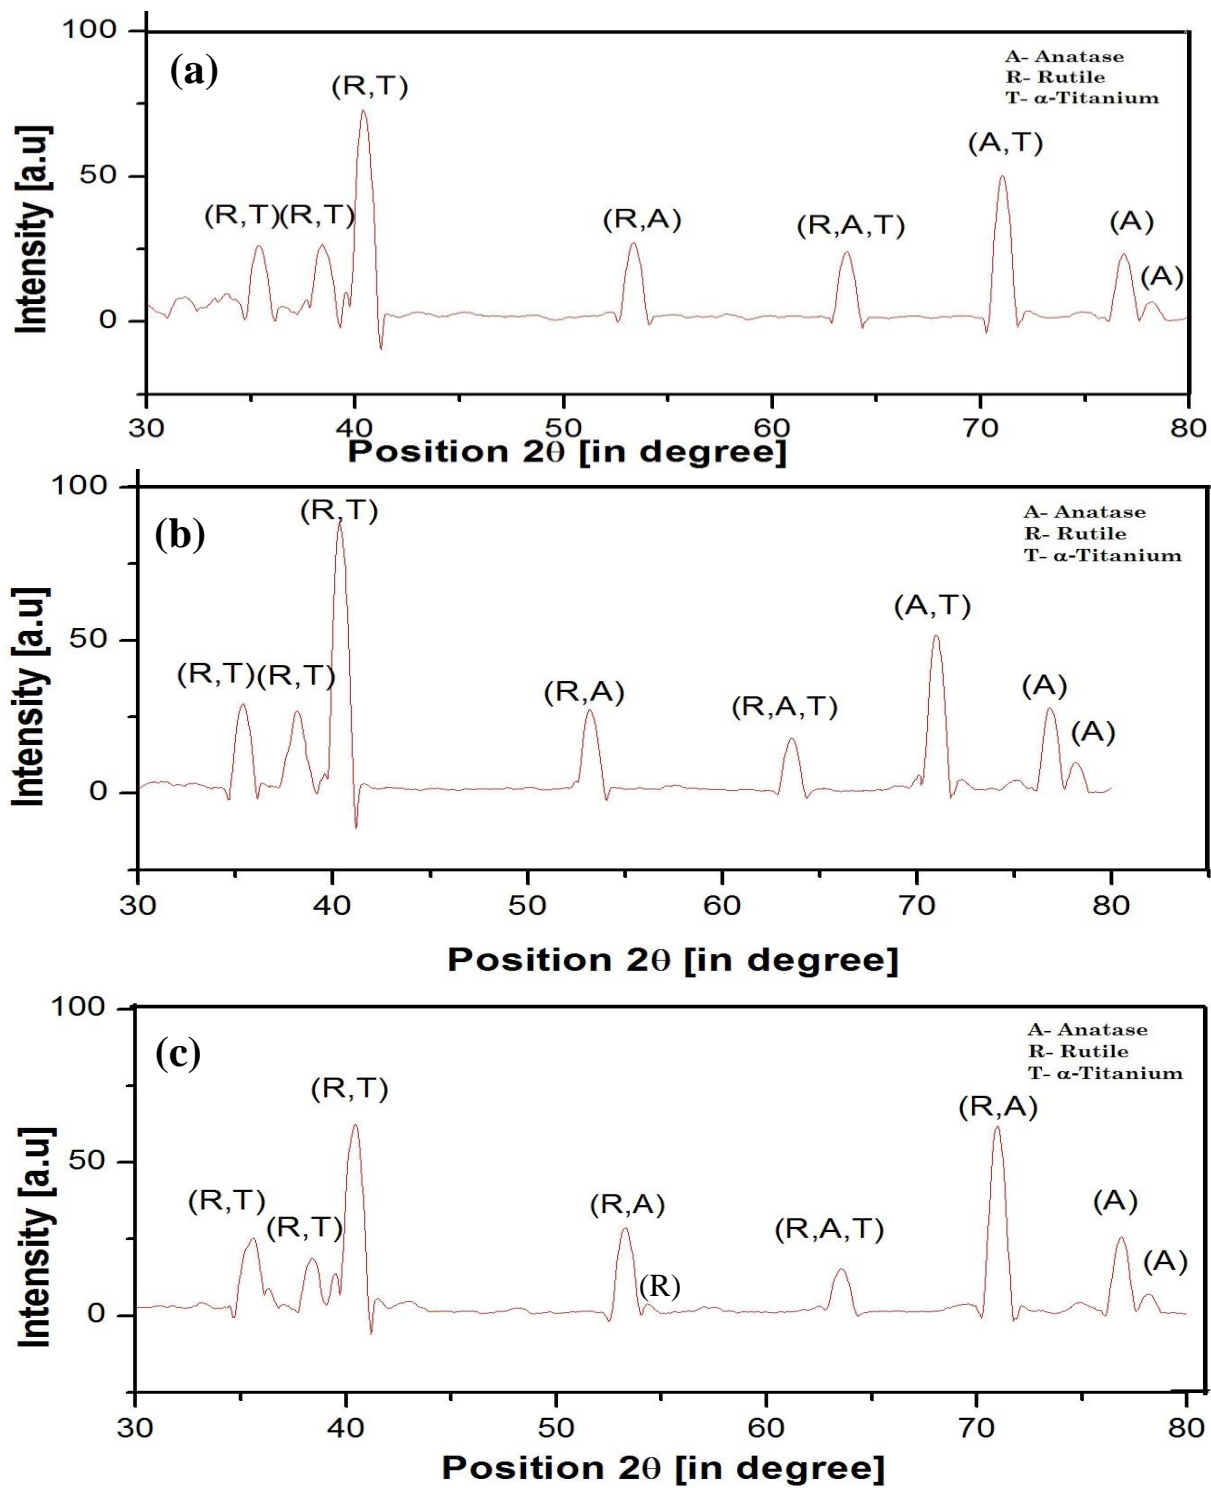 100
(a)
A- Anatase
R- Rutile
T- α-Titanium
(R,T)
(A,T)
50
(R,T)(R,T)
(R,A)
(R,A,T)
(A)
(A)
0
Intensity [a.u]
30 40 50 60 70 80
Position 2θ [in degree]
100
(b)
(R,T)
A- Anatase
R- Rutile
T- α-Titanium
(A,T)
50
(R,T) (R,T)
(R,A)
(R,A,T)
(A)
(A)
0
Intensity [a.u]
30 40 50 60 70 80
Position 2θ [in degree]
100
(c)
A- Anatase
R- Rutile
T- α-Titanium
(R,T)
(R,A)
50
(R,T)
(R,T)
(R,A)
(R)
(R,A,T)
(A)
(A)
0
Intensity [a.u]
30 40 50 60 70 80
Position 2θ [in degree]